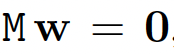 M w = 0.